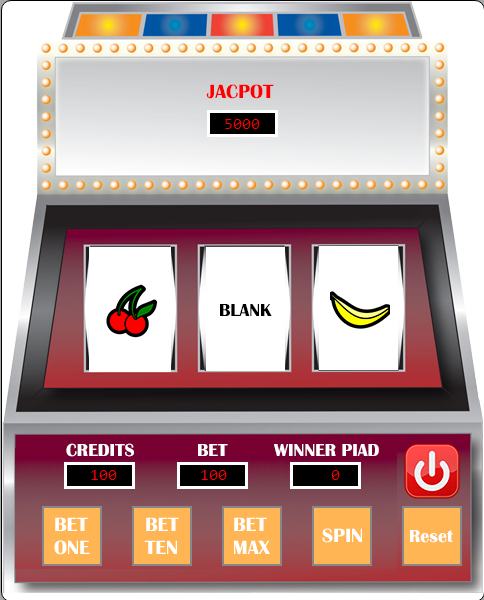 JACPOT
5000
BLANK
CREDITS BET WINNER PIAD
100 100 0
BET ONE
BET TEN
BET MAX
SPIN
Reset